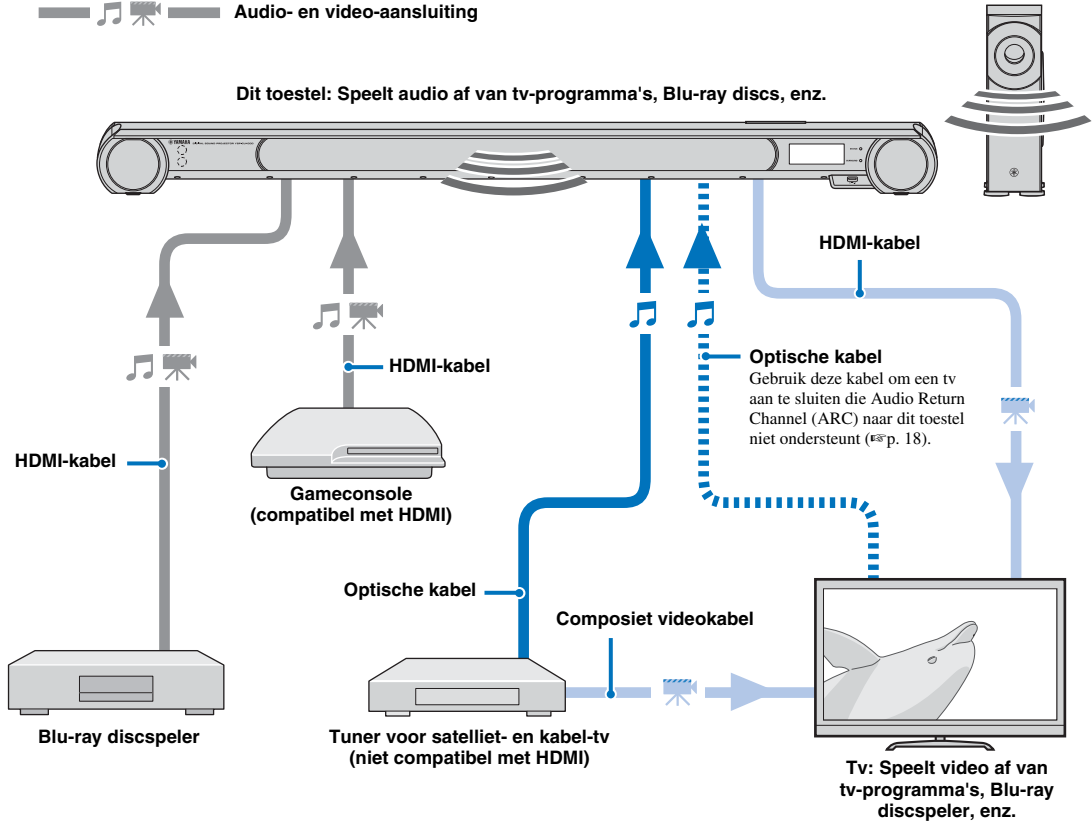 Audio- en video-aansluiting
Dit toestel: Speelt audio af van tv-programma's, Blu-ray discs, enz.
YAMAHA
HDMI-kabel
Optische kabel
Gebruik deze kabel om een tv
aan te sluiten die Audio Return
Channel (ARC) naar dit toestel
niet ondersteunt (☞p. 18).
HDMI-kabel
HDMI-kabel
Gameconsole
(compatibel met HDMI)
Optische kabel
Composiet videokabel
Blu-ray discspeler
Tuner voor satelliet- en kabel-tv
(niet compatibel met HDMI)
Tv: Speelt video af van
tv-programma's, Blu-ray
discspeler, enz.